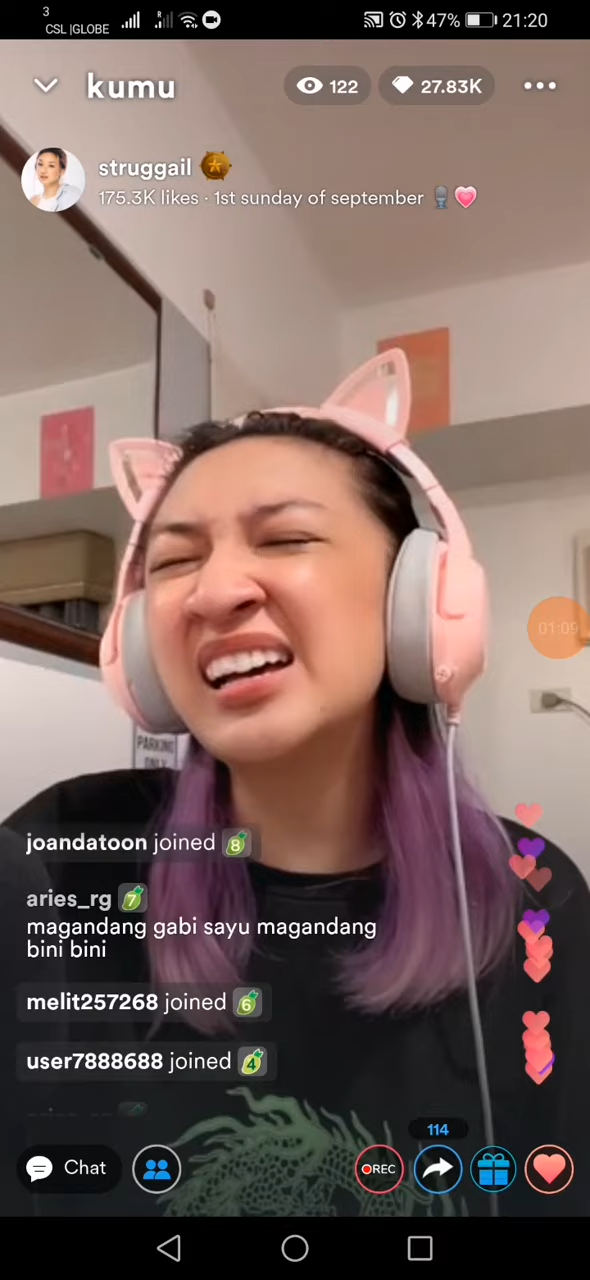 3
CSL |GLOBE
R
47%
21:20
kumu
122
27.83K
struggail
175.3K likes · 1st sunday of september
01:09
PARKING
ONLY
joandatoon joined 8
aries_rg 7
magandang gabi sayu magandang
bini bini
melit257268 joined 6
user7888688 joined 4
114
Chat
REC